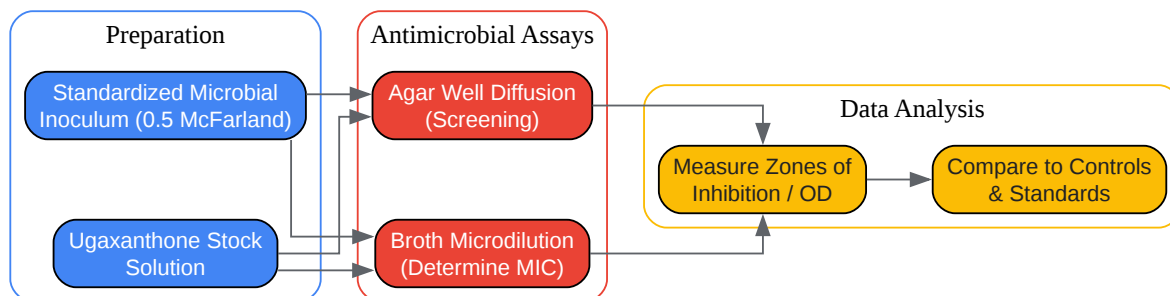 Preparation
Standardized Microbial
Inoculum (0.5 McFarland)
Ugaxanthone Stock
Solution
Antimicrobial Assays
Agar Well Diffusion
(Screening)
Broth Microdilution
(Determine MIC)
Data Analysis
Measure Zones of
Inhibition / OD
Compare to Controls
& Standards